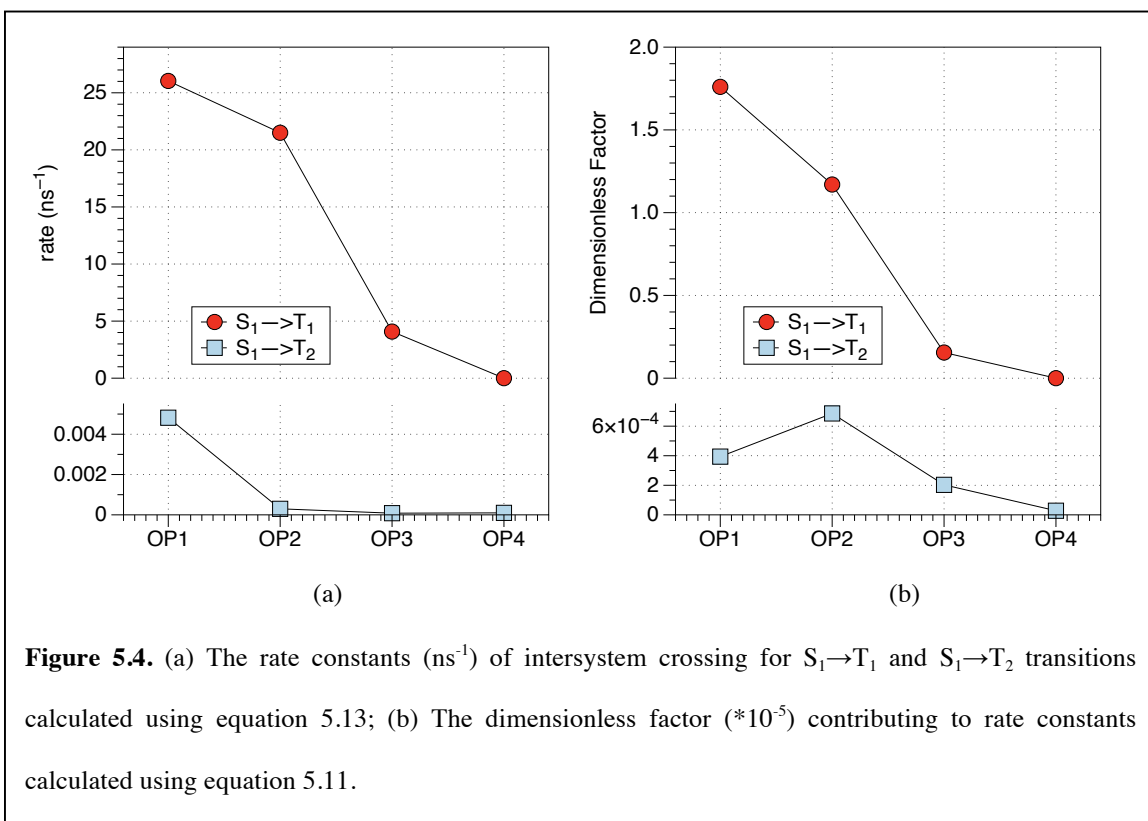 25
20
15
10
5
0
rate (ns⁻¹)
S₁—>T₁
S₁—>T₂
0.004
0.002
0
OP1 OP2 OP3 OP4
(a)
2.0
1.5
1.0
0.5
0
Dimensionless Factor
S₁—>T₁
S₁—>T₂
6×10⁻⁴
4
2
0
OP1 OP2 OP3 OP4
(b)
Figure 5.4. (a) The rate constants (ns⁻¹) of intersystem crossing for S₁→T₁ and S₁→T₂ transitions
calculated using equation 5.13; (b) The dimensionless factor (*10⁻⁵) contributing to rate constants
calculated using equation 5.11.